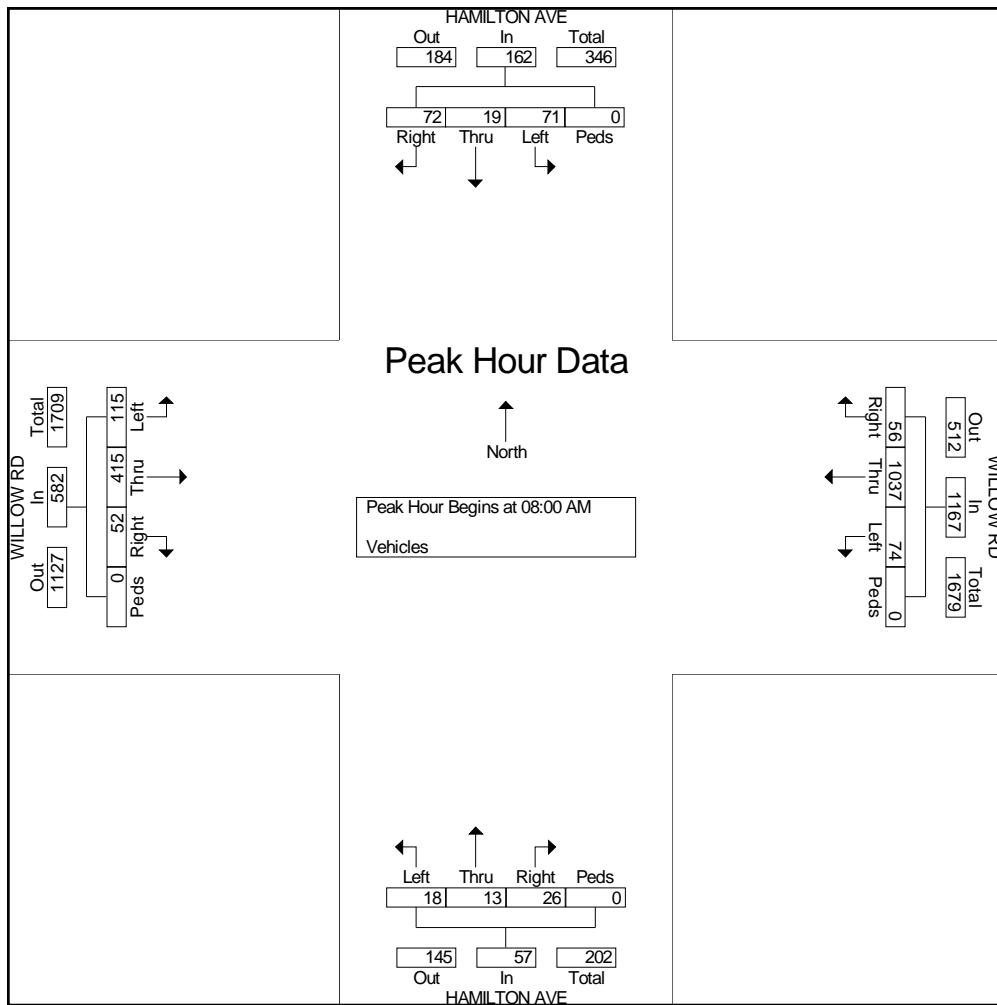 HAMILTON AVE
Out In Total
184 162 346
72 19 71 0
Right Thru Left Peds
Peak Hour Data
North
Peak Hour Begins at 08:00 AM
Vehicles
WILLOW RD
Total In Out
1709 582 1127
115 415 52 0
Left Thru Right Peds
WILLOW RD
Out In Total
512 1167 1679
56 1037 74 0
Right Thru Left Peds
Left Thru Right Peds
18 13 26 0
145 57 202
Out In Total
HAMILTON AVE